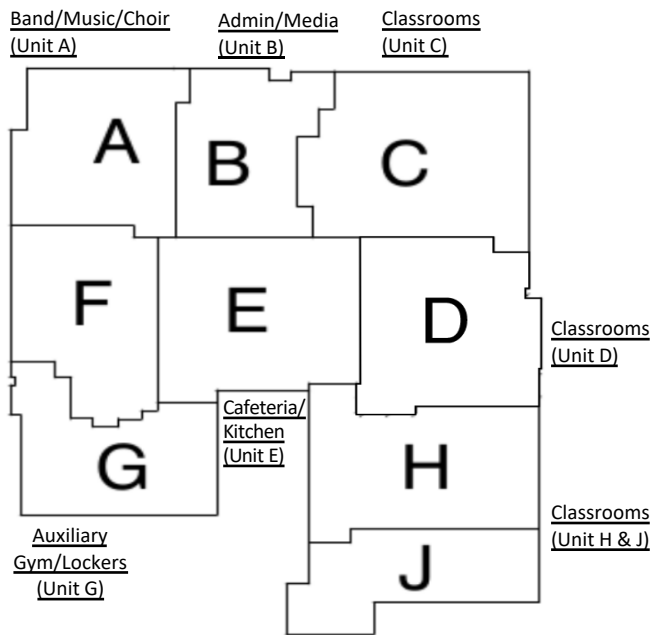 Band/Music/Choir
(Unit A)
Admin/Media
(Unit B)
Classrooms
(Unit C)
A
B
C
F
E
D
Classrooms
(Unit D)
Cafeteria/
Kitchen
(Unit E)
G
H
Auxiliary
Gym/Lockers
(Unit G)
Classrooms
(Unit H & J)
J